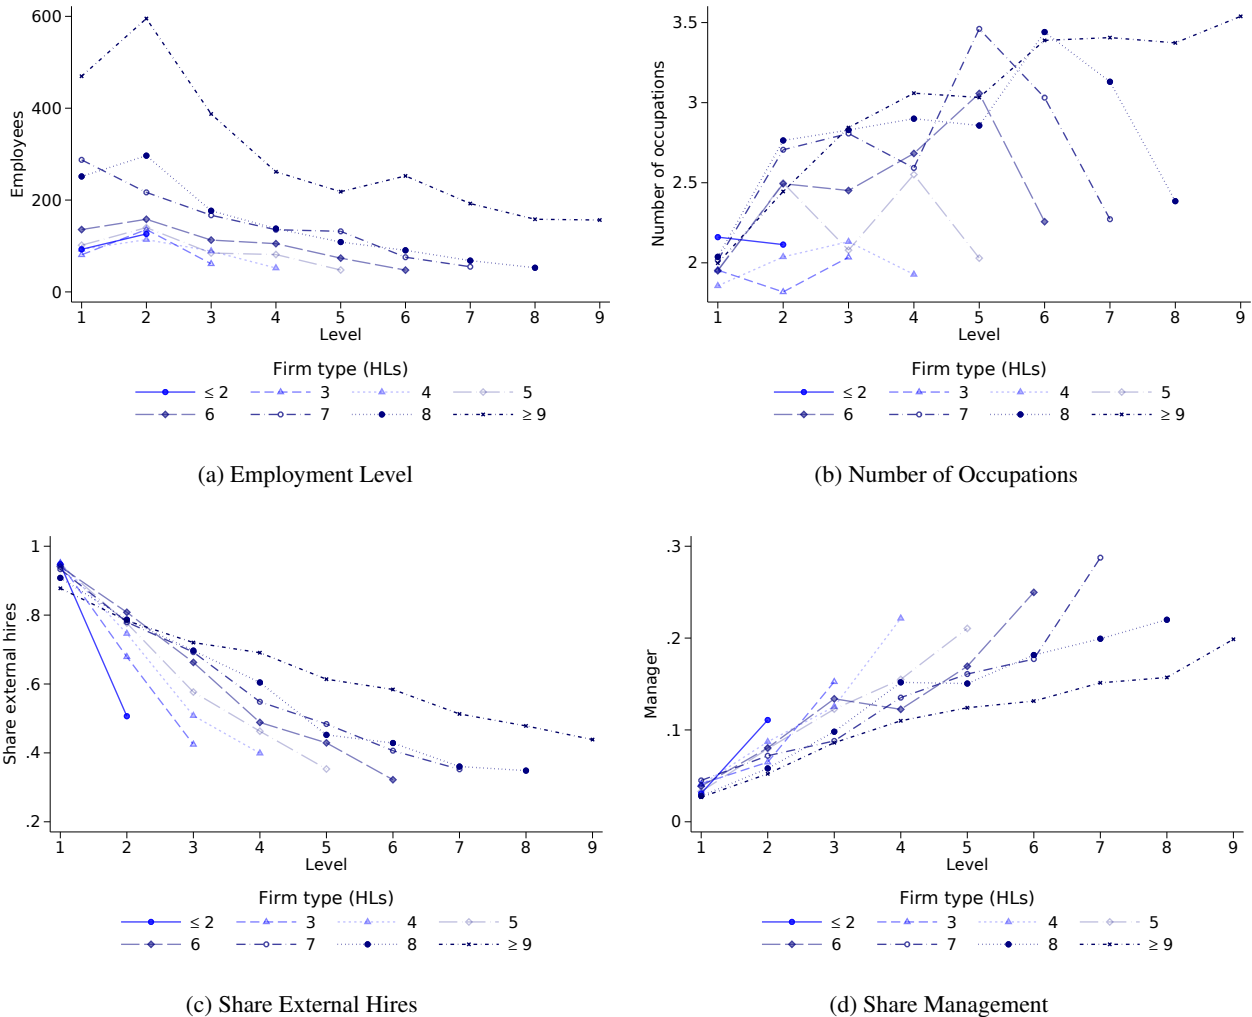 600
400
200
0
Employees
1 2 3 4 5 6 7 8 9
Level
Firm type (HLs)
≤ 2 3 4 5
6 7 8 ≥ 9
(a) Employment Level
3.5
3
2.5
2
Number of occupations
1 2 3 4 5 6 7 8 9
Level
Firm type (HLs)
≤ 2 3 4 5
6 7 8 ≥ 9
(b) Number of Occupations
1
.8
.6
.4
.2
Share external hires
1 2 3 4 5 6 7 8 9
Level
Firm type (HLs)
≤ 2 3 4 5
6 7 8 ≥ 9
(c) Share External Hires
.3
.2
.1
0
Manager
1 2 3 4 5 6 7 8 9
Level
Firm type (HLs)
≤ 2 3 4 5
6 7 8 ≥ 9
(d) Share Management